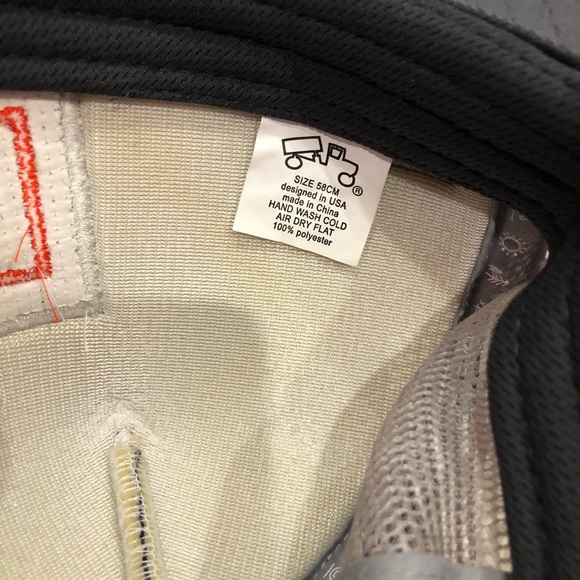 ®
SIZE 58CM
designed in USA
made in China
HAND WASH COLD
AIR DRY FLAT
100% polyester